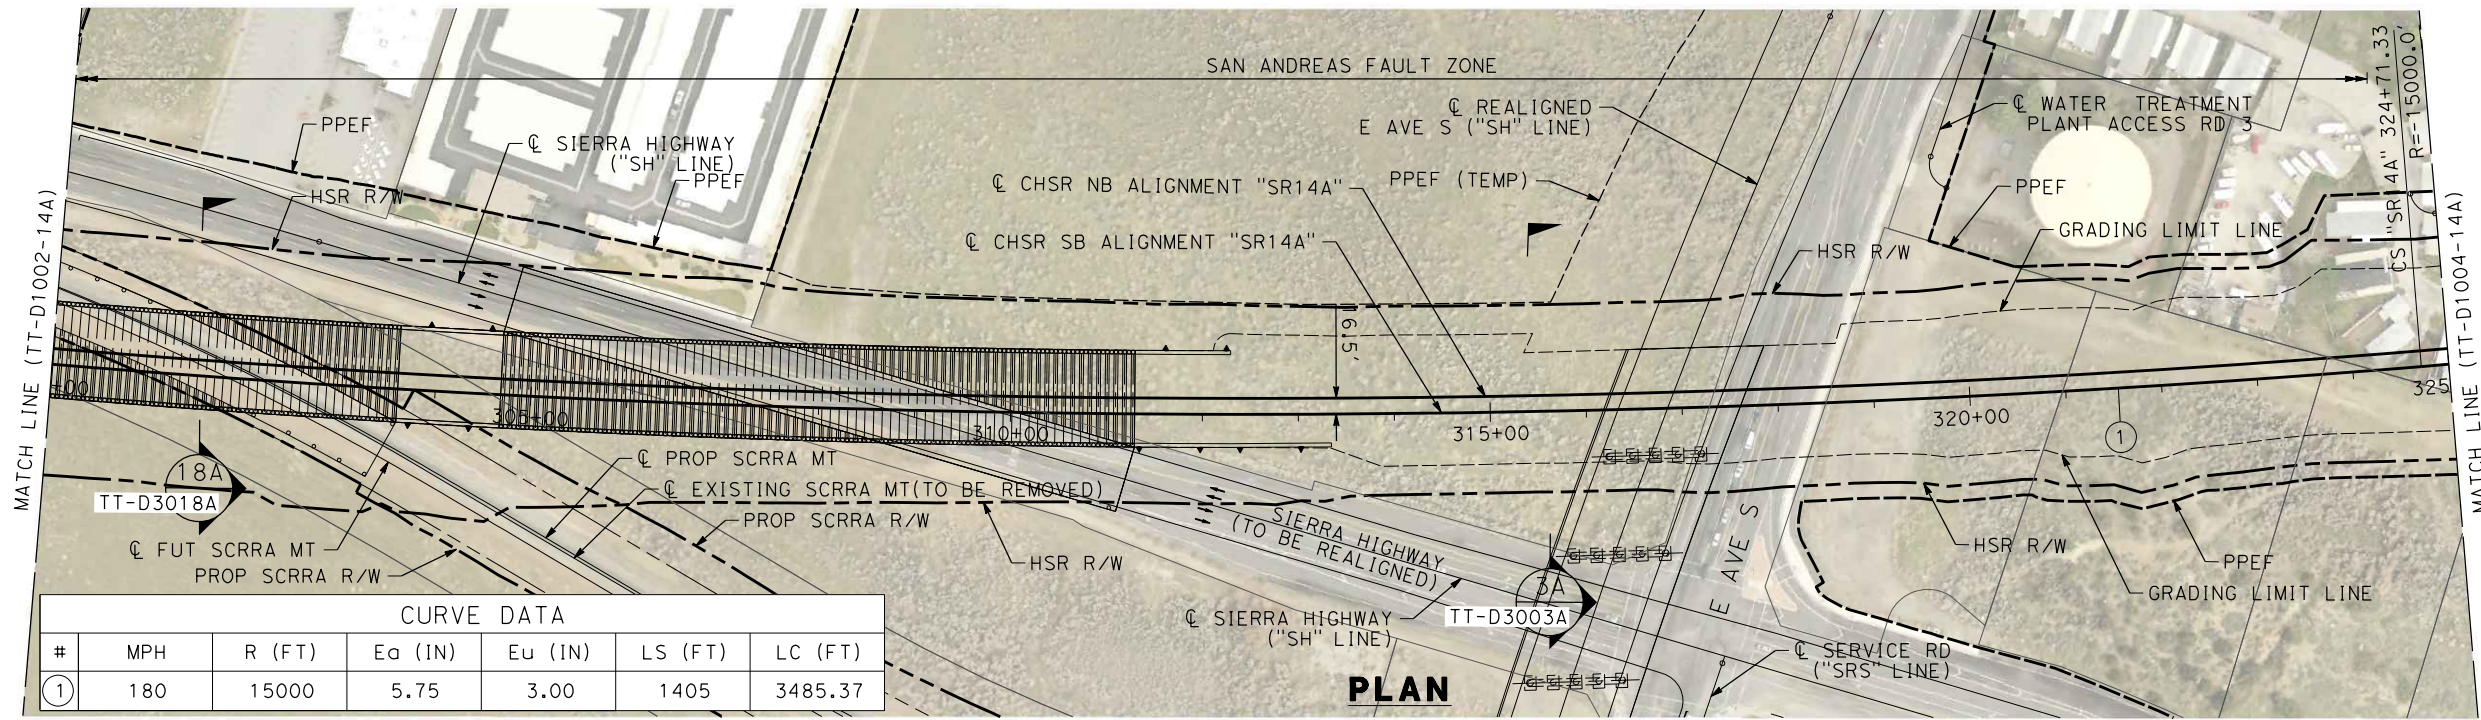 SAN ANDREAS FAULT ZONE
CS "SR14A" 324+71.33
R=-15000.0'
MATCH LINE (TT-D1002-14A)
MATCH LINE (TT-D1004-14A)
PPEF
℄ SIERRA HIGHWAY
("SH" LINE)
PPEF
HSR R/W
℄ REALIGNED
E AVE S ("SH" LINE)
℄ WATER TREATMENT
PLANT ACCESS RD 3
℄ CHSR NB ALIGNMENT "SR14A"
PPEF (TEMP)
PPEF
℄ CHSR SB ALIGNMENT "SR14A"
HSR R/W
GRADING LIMIT LINE
16.5'
+00
305+00
310+00
315+00
320+00
325
1
18A
TT-D3018A
℄ PROP SCRRA MT
℄ EXISTING SCRRA MT(TO BE REMOVED)
PROP SCRRA R/W
℄ FUT SCRRA MT
PROP SCRRA R/W
HSR R/W
SIERRA HIGHWAY
(TO BE REALIGNED)
E AVE S
HSR R/W
PPEF
GRADING LIMIT LINE
3A
TT-D3003A
℄ SIERRA HIGHWAY
("SH" LINE)
℄ SERVICE RD
("SRS" LINE)
CURVE DATA
# MPH R (FT) Ea (IN) Eu (IN) LS (FT) LC (FT)
1 180 15000 5.75 3.00 1405 3485.37
PLAN